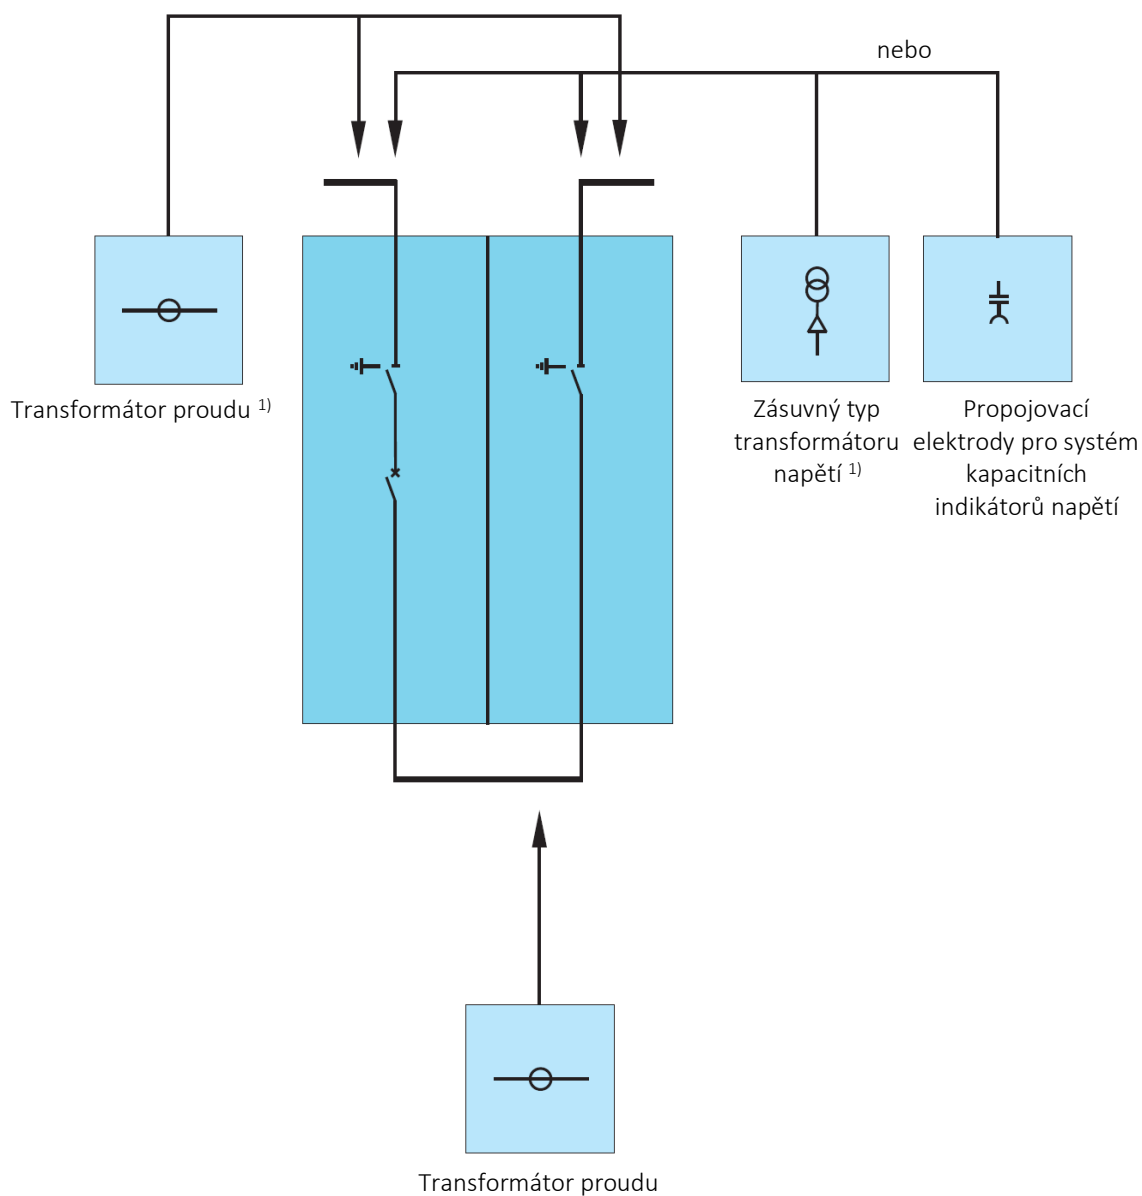 nebo
Transformátor proudu ¹⁾
Zásuvný typ
transformátoru
napětí ¹⁾
Propojovací
elektrody pro systém
kapacitních
indikátorů napětí
Transformátor proudu